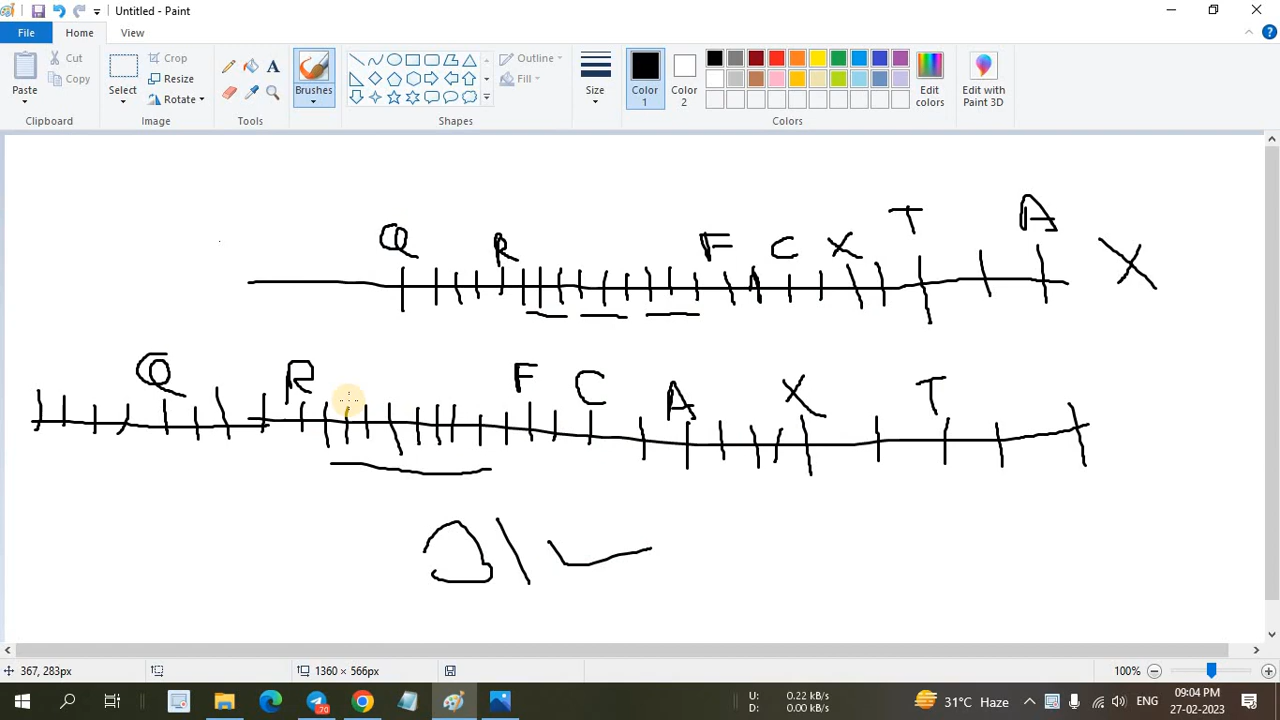 Untitled - Paint
File Home View
Paste Cut Copy Select Crop Resize Rotate Brushes Outline Fill Size Color 1 Color 2 Edit colors Edit with Paint 3D
Clipboard Image Tools Shapes Colors
Q R F C X T A X
Q R F C A X T
367, 283px 1360 × 566px 100%
70 U: 0.22 kB/s D: 0.00 kB/s 31°C Haze ENG 09:04 PM 27-02-2023